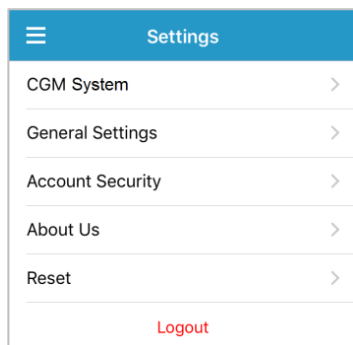 Settings
CGM System
General Settings
Account Security
About Us
Reset
Logout